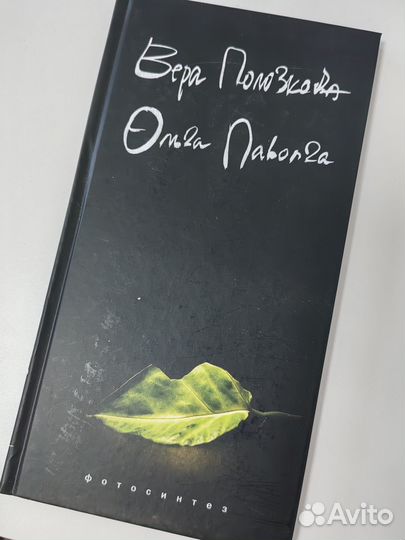 Вера Полозкова
Ольга Паволга
фотосинтез
Avito